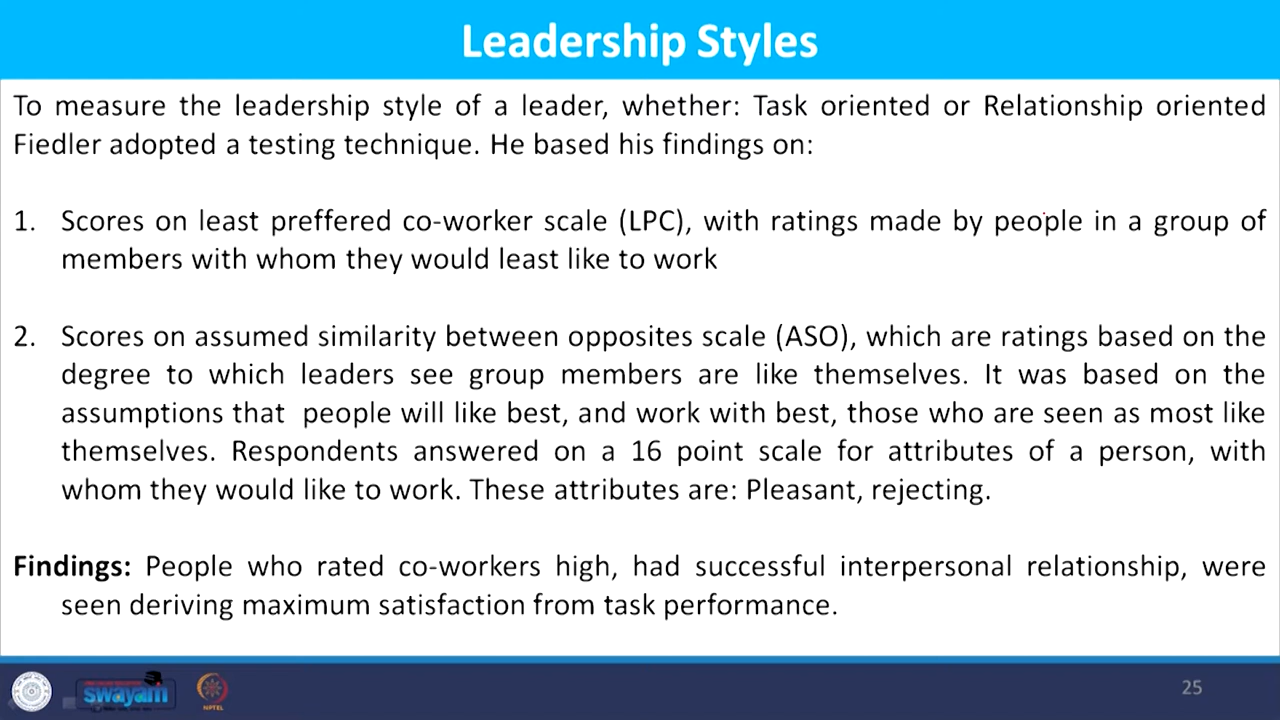 Leadership Styles
To measure the leadership style of a leader, whether: Task oriented or Relationship oriented
Fiedler adopted a testing technique. He based his findings on:
1. Scores on least preffered co-worker scale (LPC), with ratings made by people in a group of
members with whom they would least like to work
2. Scores on assumed similarity between opposites scale (ASO), which are ratings based on the
degree to which leaders see group members are like themselves. It was based on the
assumptions that people will like best, and work with best, those who are seen as most like
themselves. Respondents answered on a 16 point scale for attributes of a person, with
whom they would like to work. These attributes are: Pleasant, rejecting.
Findings: People who rated co-workers high, had successful interpersonal relationship, were
seen deriving maximum satisfaction from task performance.
swayam
NPTEL
25